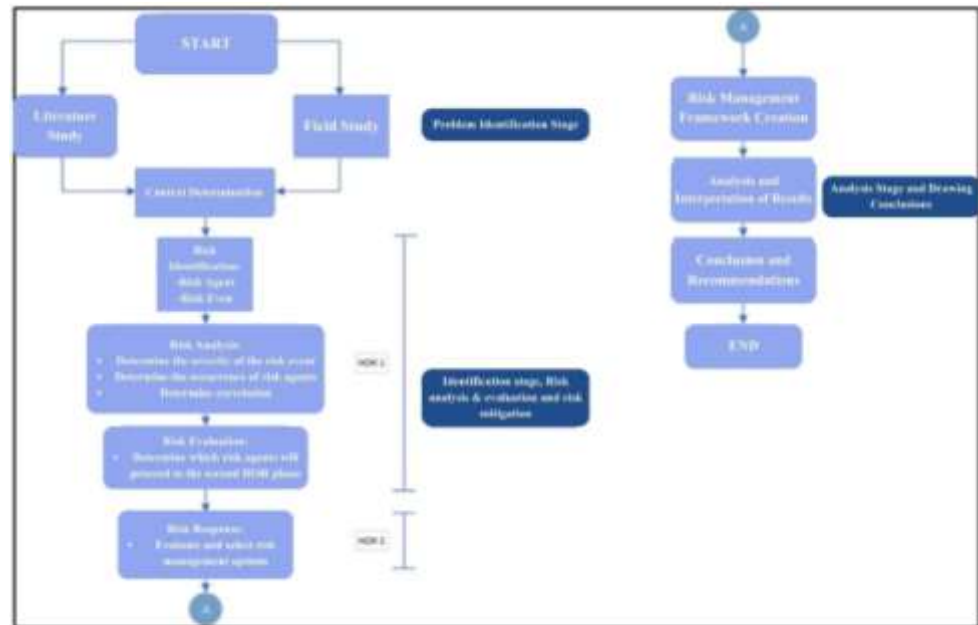 START
Literature
Study
Field Study
Problem Identification Stage
Context Determination
Risk
Identification:
-Risk Agent
-Risk Even
Risk Analysis:
• Determine the severity of the risk event
• Determine the occurrence of risk agents
• Determine correlation
HOR 1
Identification stage, Risk
analysis & evaluation and risk
mitigation
Risk Evaluation:
• Determine which risk agents will
proceed to the second HOR phase
Risk Response:
• Evaluate and select risk
management options
HOR 2
A
A
Risk Management
Framework Creation
Analysis and
Interpretation of Results
Analysis Stage and Drawing
Conclusions
Conclusion and
Recommendations
END